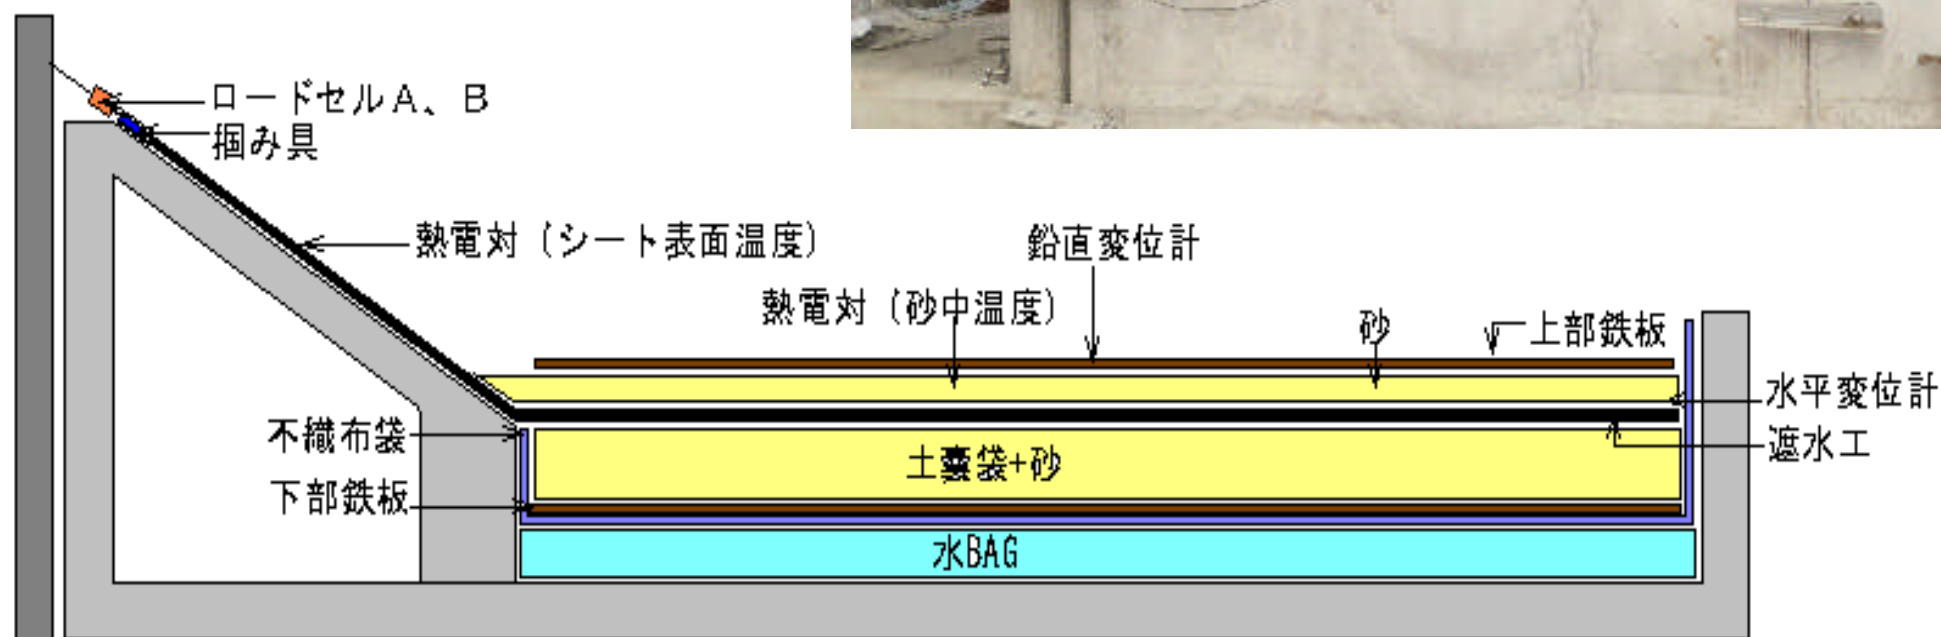 ロードセルＡ、Ｂ
掴み具
熱電対（シート表面温度）
鉛直変位計
熱電対（砂中温度）
砂
上部鉄板
水平変位計
不織布袋
遮水工
土嚢袋+砂
下部鉄板
水BAG